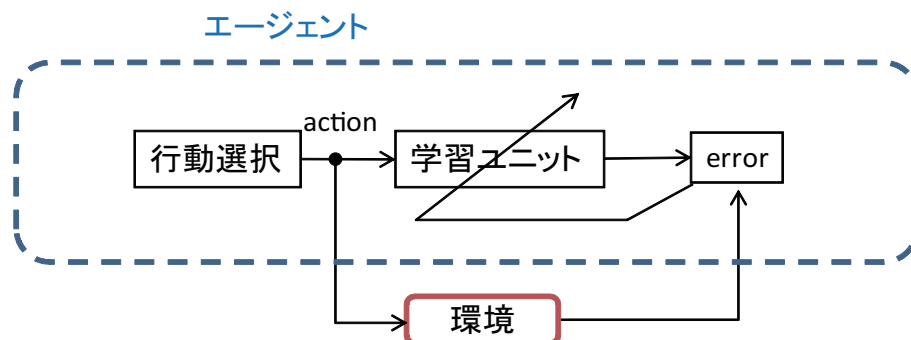 エージェント
action
行動選択
学習ユニット
error
環境